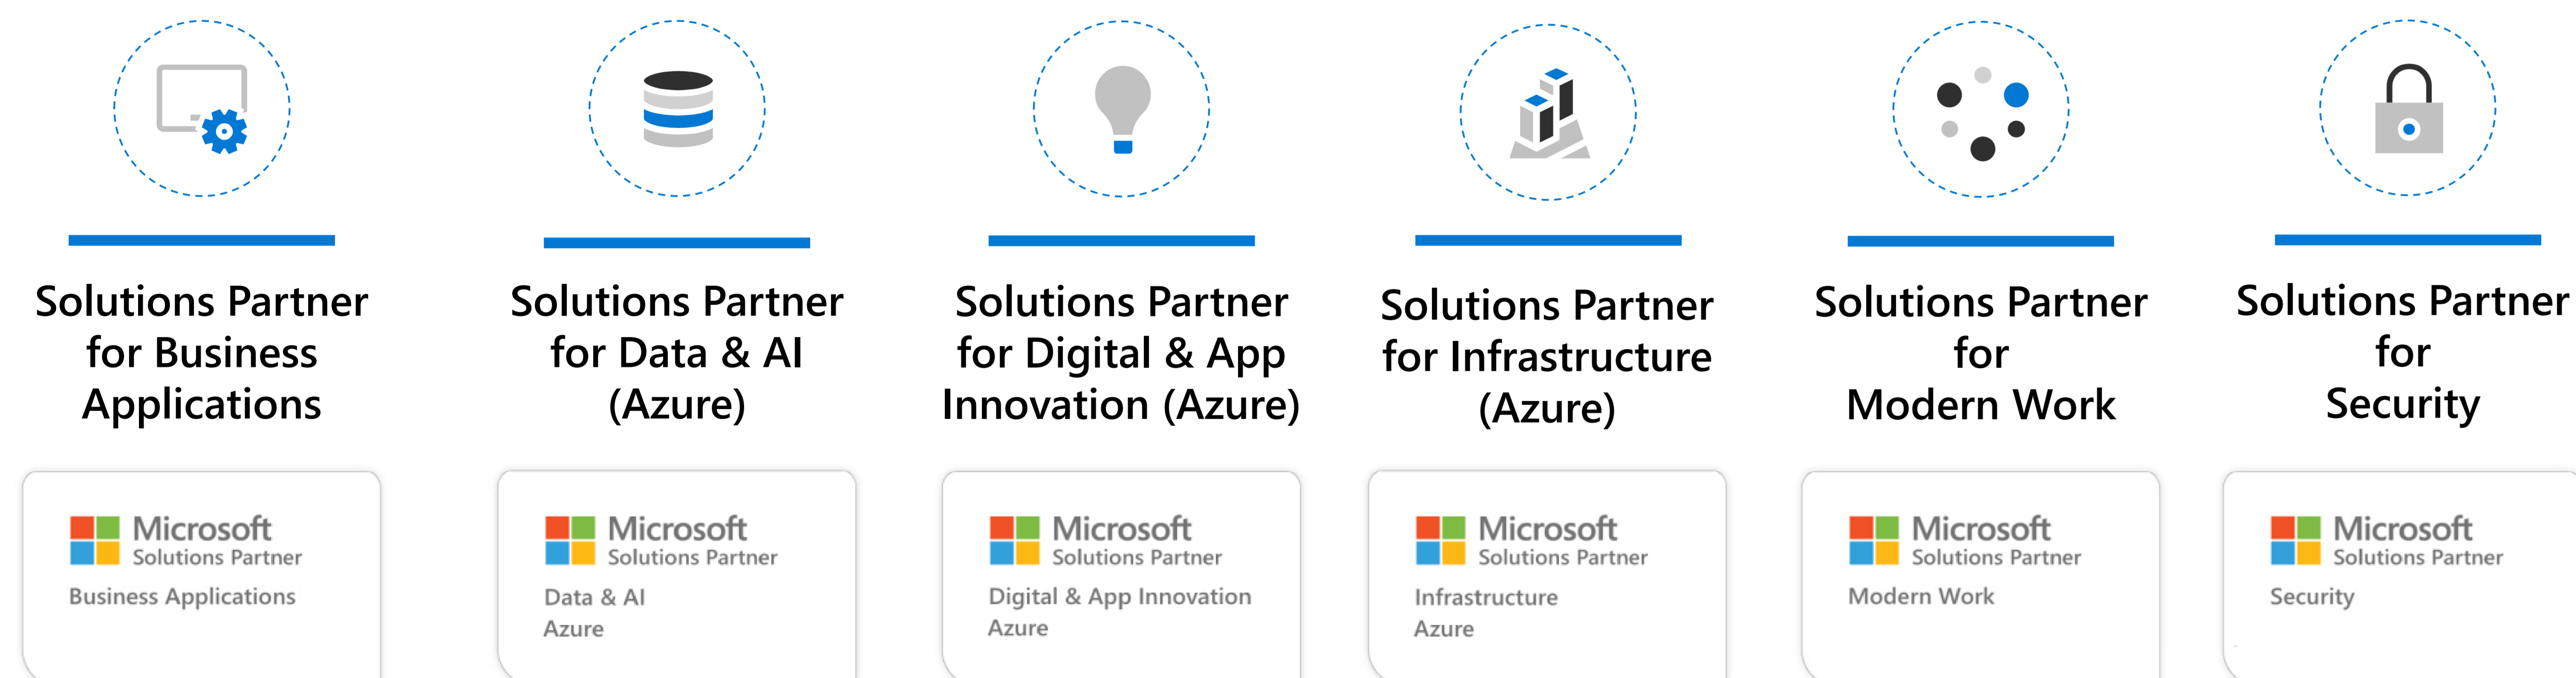 Solutions Partner
for Business
Applications
Solutions Partner
for Data & AI
(Azure)
Solutions Partner
for Digital & App
Innovation (Azure)
Solutions Partner
for Infrastructure
(Azure)
Solutions Partner
for
Modern Work
Solutions Partner
for
Security
Microsoft
Solutions Partner
Business Applications
Microsoft
Solutions Partner
Data & AI
Azure
Microsoft
Solutions Partner
Digital & App Innovation
Azure
Microsoft
Solutions Partner
Infrastructure
Azure
Microsoft
Solutions Partner
Modern Work
Microsoft
Solutions Partner
Security